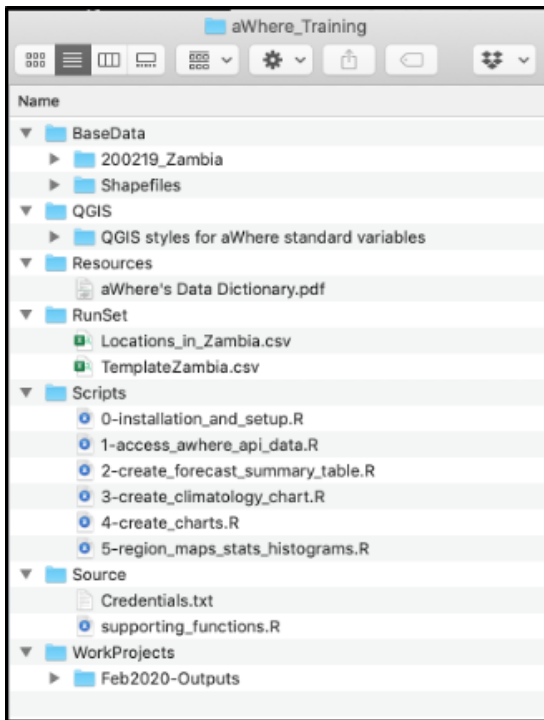 aWhere_Training
Name
BaseData
200219_Zambia
Shapefiles
QGIS
QGIS styles for aWhere standard variables
Resources
aWhere's Data Dictionary.pdf
RunSet
Locations_in_Zambia.csv
TemplateZambia.csv
Scripts
0-installation_and_setup.R
1-access_awhere_api_data.R
2-create_forecast_summary_table.R
3-create_climatology_chart.R
4-create_charts.R
5-region_maps_stats_histograms.R
Source
Credentials.txt
supporting_functions.R
WorkProjects
Feb2020-Outputs